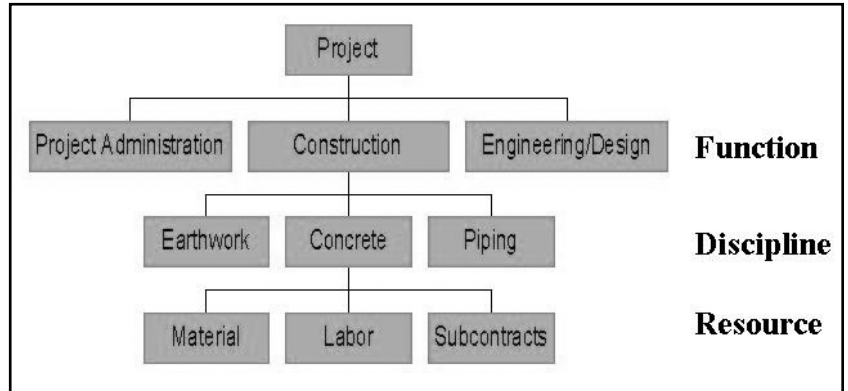 Project
Project Administration Construction Engineering/Design Function
Earthwork Concrete Piping Discipline
Material Labor Subcontracts Resource